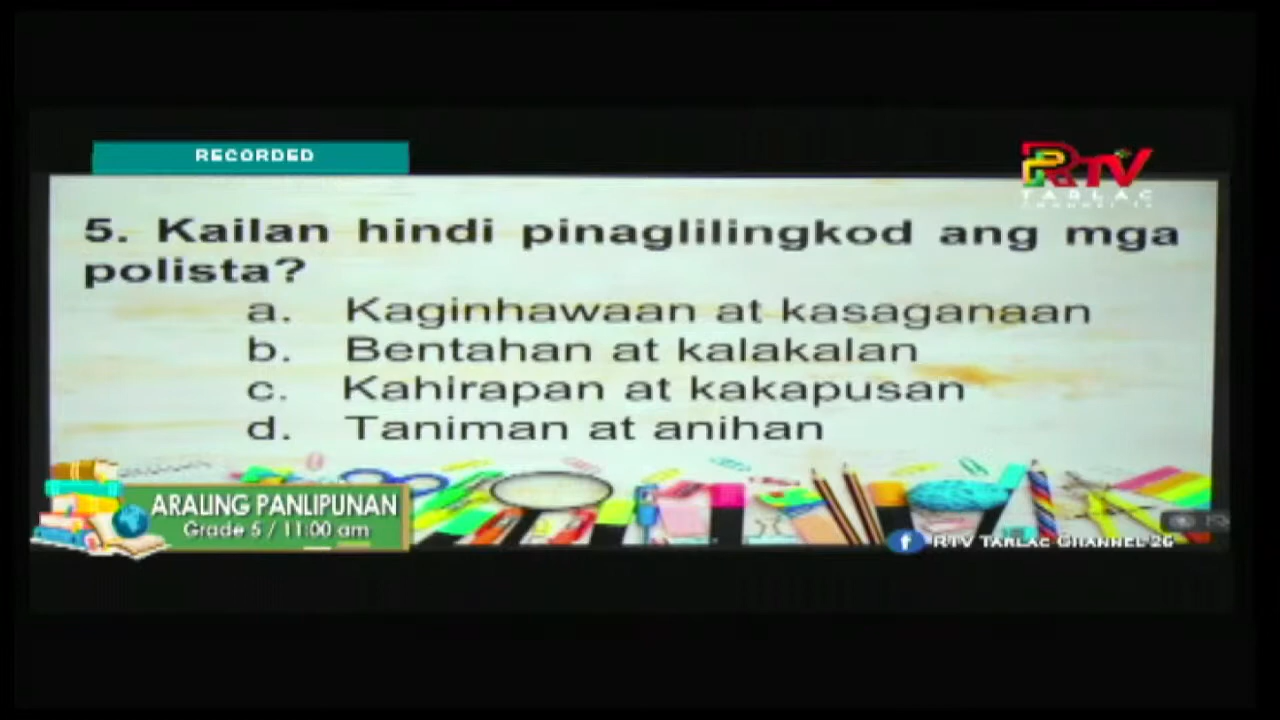 RECORDED
RTV
TARLAC
5. Kailan hindi pinaglilingkod ang mga
polista?
a. Kaginhawaan at kasaganaan
b. Bentahan at kalakalan
c. Kahirapan at kakapusan
d. Taniman at anihan
ARALING PANLIPUNAN
Grade 5 / 11:00 am
RTV TARLAC CHANNEL 26